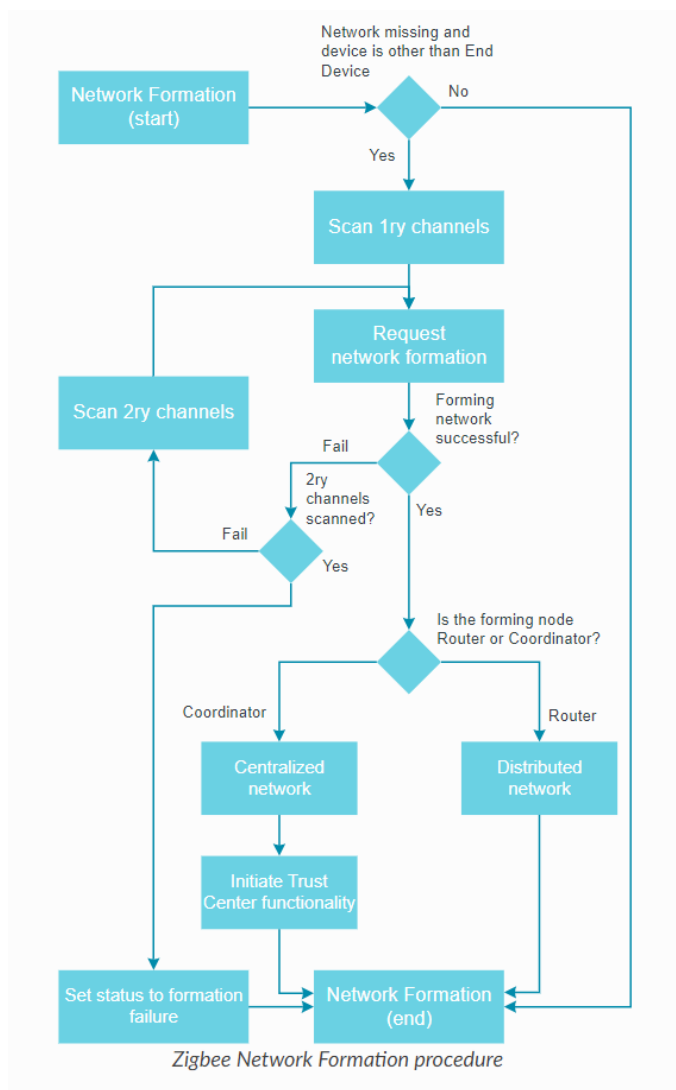 Network missing and
device is other than End
Device
Network Formation
(start)
No
Yes
Scan 1ry channels
Request
network formation
Scan 2ry channels
Forming
network
successful?
Fail
2ry
channels
scanned?
Yes
Fail
Yes
Is the forming node
Router or Coordinator?
Coordinator
Router
Centralized
network
Distributed
network
Initiate Trust
Center functionality
Set status to formation
failure
Network Formation
(end)
Zigbee Network Formation procedure